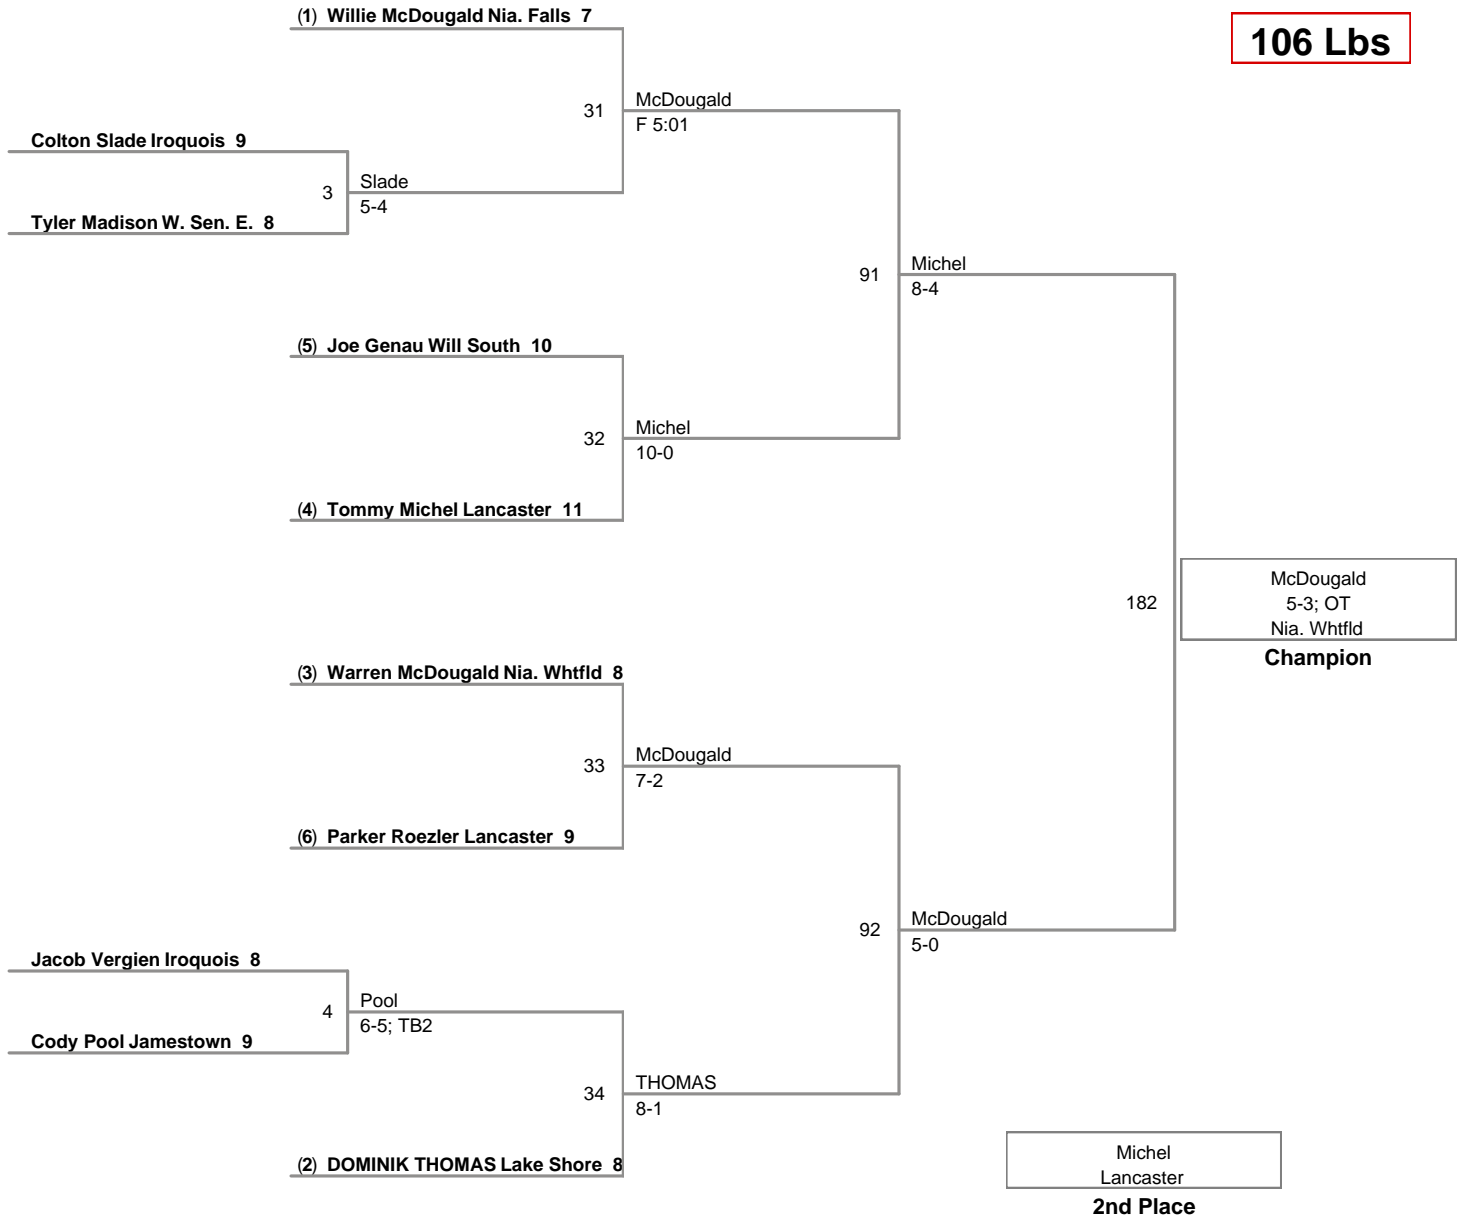 (1) Willie McDougald Nia. Falls 7
106 Lbs
31
McDougald
F 5:01
Colton Slade Iroquois 9
3
Slade
5-4
Tyler Madison W. Sen. E. 8
91
Michel
8-4
(5) Joe Genau Will South 10
32
Michel
10-0
(4) Tommy Michel Lancaster 11
182
McDougald
5-3; OT
Nia. Whtfld
Champion
(3) Warren McDougald Nia. Whtfld 8
33
McDougald
7-2
(6) Parker Roezler Lancaster 9
92
McDougald
5-0
Jacob Vergien Iroquois 8
4
Pool
6-5; TB2
Cody Pool Jamestown 9
34
THOMAS
8-1
(2) DOMINIK THOMAS Lake Shore 8
Michel
Lancaster
2nd Place